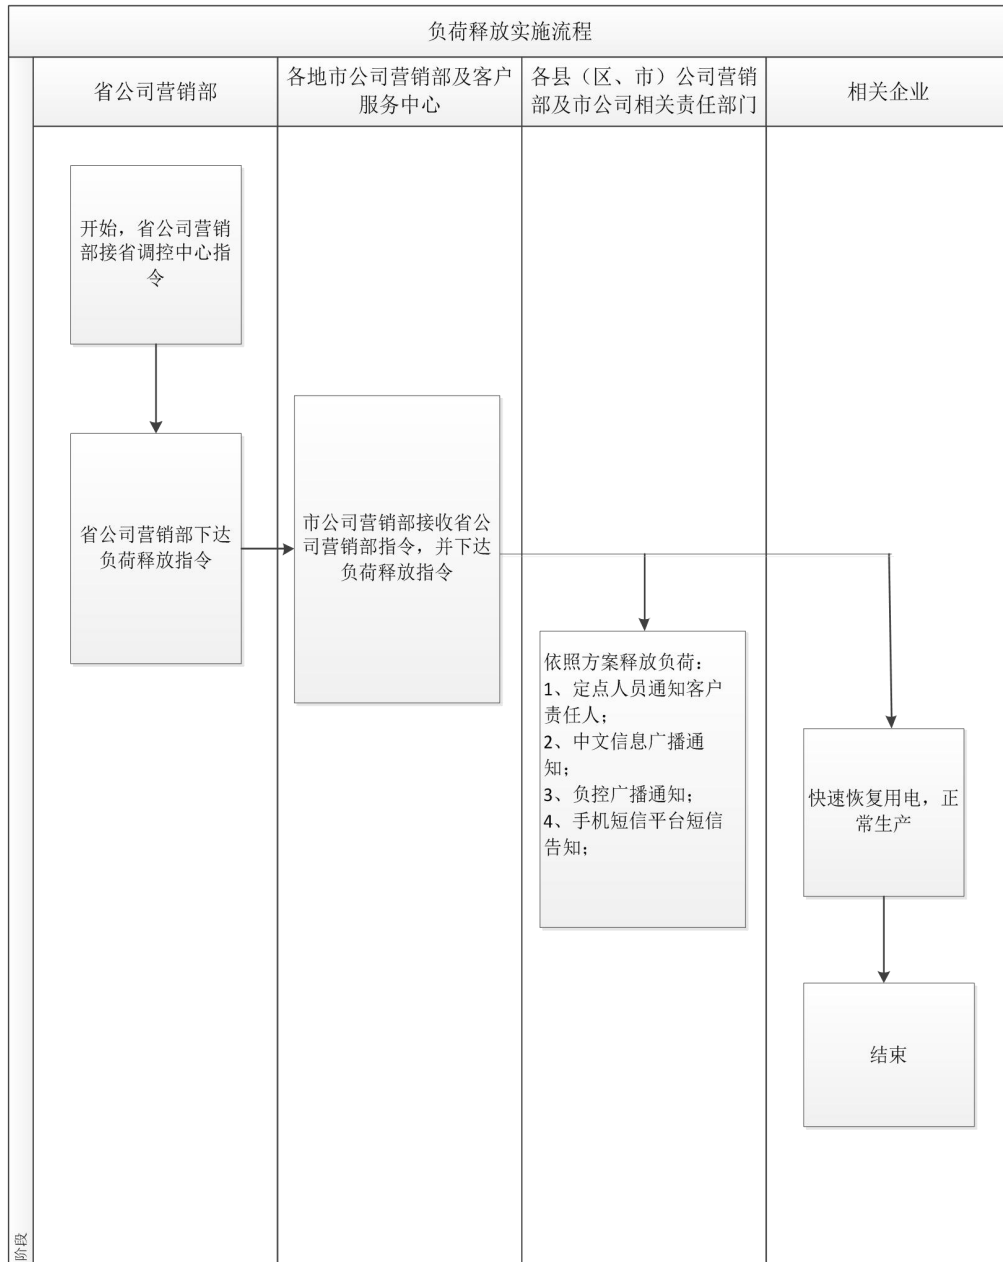 负荷释放实施流程
省公司营销部
各地市公司营销部及客户
服务中心
各县（区、市）公司营销
部及市公司相关责任部门
相关企业
开始，省公司营销
部接省调控中心指
令
省公司营销部下达
负荷释放指令
市公司营销部接收省公
司营销部指令，并下达
负荷释放指令
依照方案释放负荷：
1、定点人员通知客户
责任人；
2、中文信息广播通
知；
3、负控广播通知；
4、手机短信平台短信
告知；
快速恢复用电，正
常生产
结束
阶段